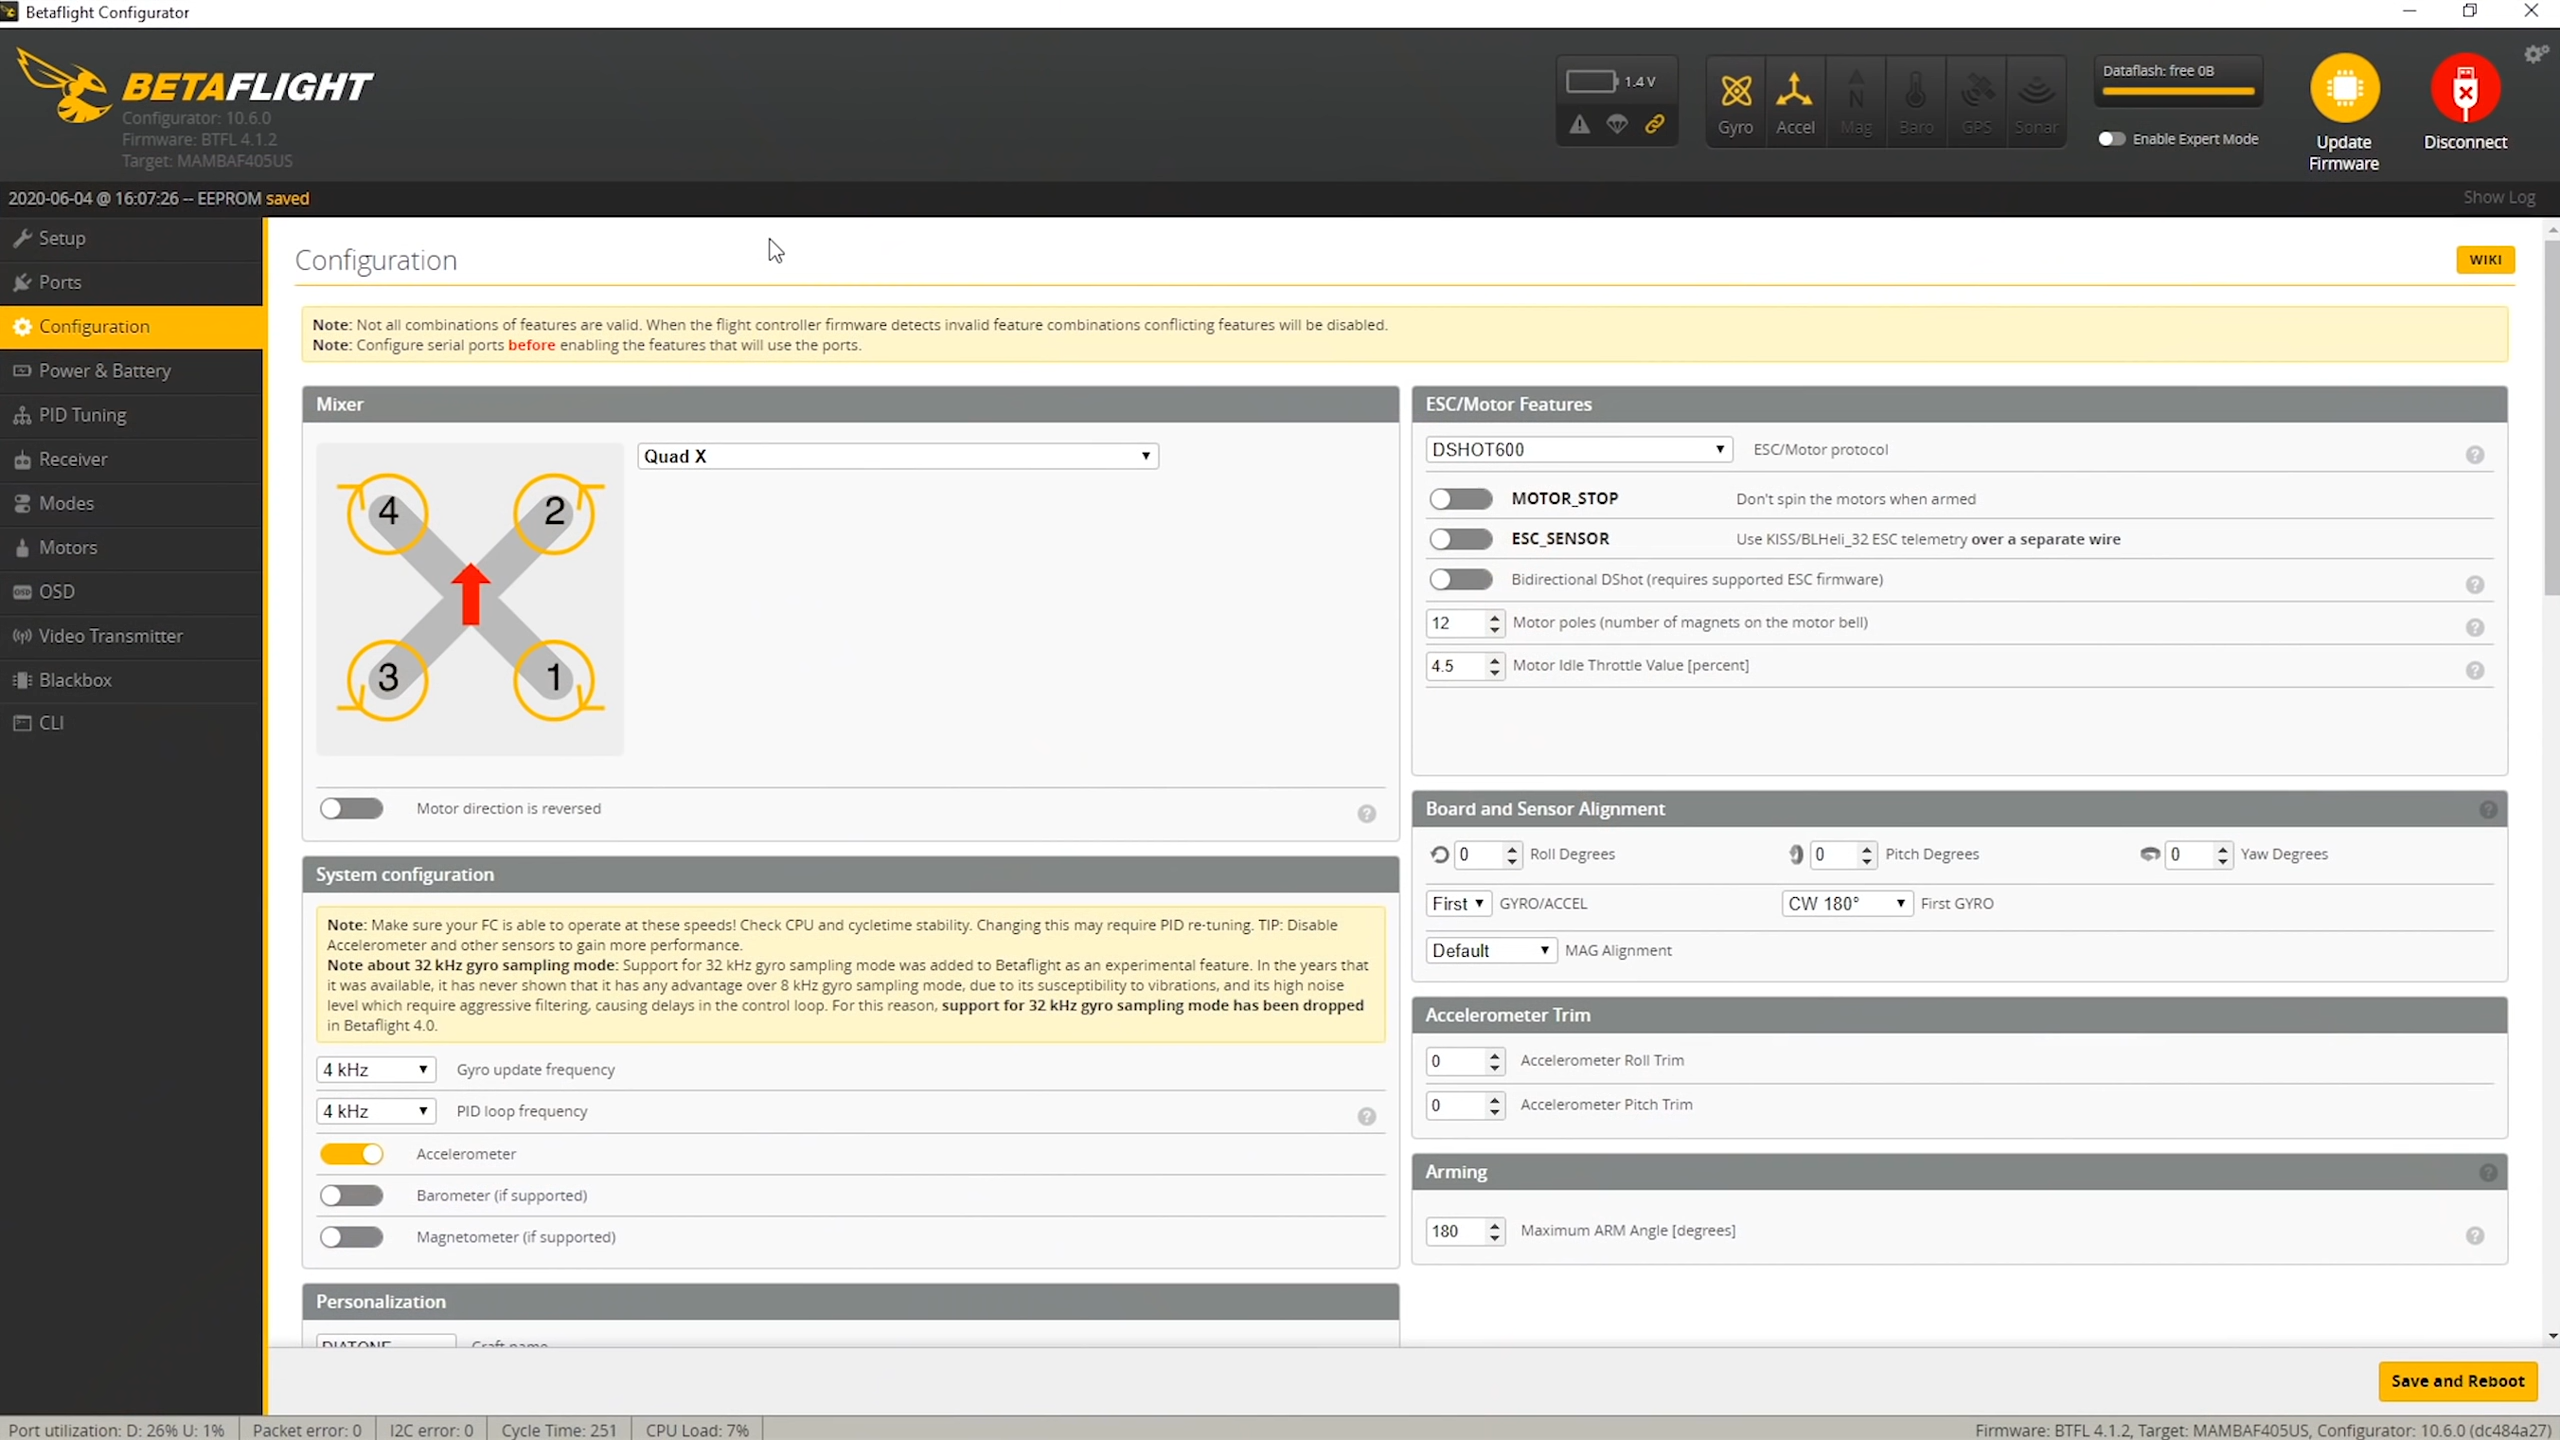 Betaflight Configurator
BETAFLIGHT
Configurator: 10.6.0
Firmware: BTFL 4.1.2
Target: MAMBAF405US
1.4 V
Gyro
Accel
Mag
Baro
GPS
Sonar
Dataflash: free 0B
Enable Expert Mode
Update
Firmware
Disconnect
2020-06-04 @ 16:07:26 -- EEPROM saved
Show Log
Setup
Ports
Configuration
Power & Battery
PID Tuning
Receiver
Modes
Motors
OSD
Video Transmitter
Blackbox
CLI
Configuration
WIKI
Note: Not all combinations of features are valid. When the flight controller firmware detects invalid feature combinations conflicting features will be disabled.
Note: Configure serial ports before enabling the features that will use the ports.
Mixer
4
2
3
1
Quad X
Motor direction is reversed
System configuration
Note: Make sure your FC is able to operate at these speeds! Check CPU and cycletime stability. Changing this may require PID re-tuning. TIP: Disable
Accelerometer and other sensors to gain more performance.
Note about 32 kHz gyro sampling mode: Support for 32 kHz gyro sampling mode was added to Betaflight as an experimental feature. In the years that
it was available, it has never shown that it has any advantage over 8 kHz gyro sampling mode, due to its susceptibility to vibrations, and its high noise
level which require aggressive filtering, causing delays in the control loop. For this reason, support for 32 kHz gyro sampling mode has been dropped
in Betaflight 4.0.
4 kHz Gyro update frequency
4 kHz PID loop frequency
Accelerometer
Barometer (if supported)
Magnetometer (if supported)
Personalization
DIATONE Craft name
ESC/Motor Features
DSHOT600 ESC/Motor protocol
MOTOR_STOP Don't spin the motors when armed
ESC_SENSOR Use KISS/BLHeli_32 ESC telemetry over a separate wire
Bidirectional DShot (requires supported ESC firmware)
12 Motor poles (number of magnets on the motor bell)
4.5 Motor Idle Throttle Value [percent]
Board and Sensor Alignment
0 Roll Degrees 0 Pitch Degrees 0 Yaw Degrees
First GYRO/ACCEL CW 180° First GYRO
Default MAG Alignment
Accelerometer Trim
0 Accelerometer Roll Trim
0 Accelerometer Pitch Trim
Arming
180 Maximum ARM Angle [degrees]
Save and Reboot
Port utilization: D: 26% U: 1% Packet error: 0 I2C error: 0 Cycle Time: 251 CPU Load: 7%
Firmware: BTFL 4.1.2, Target: MAMBAF405US, Configurator: 10.6.0 (dc484a27)